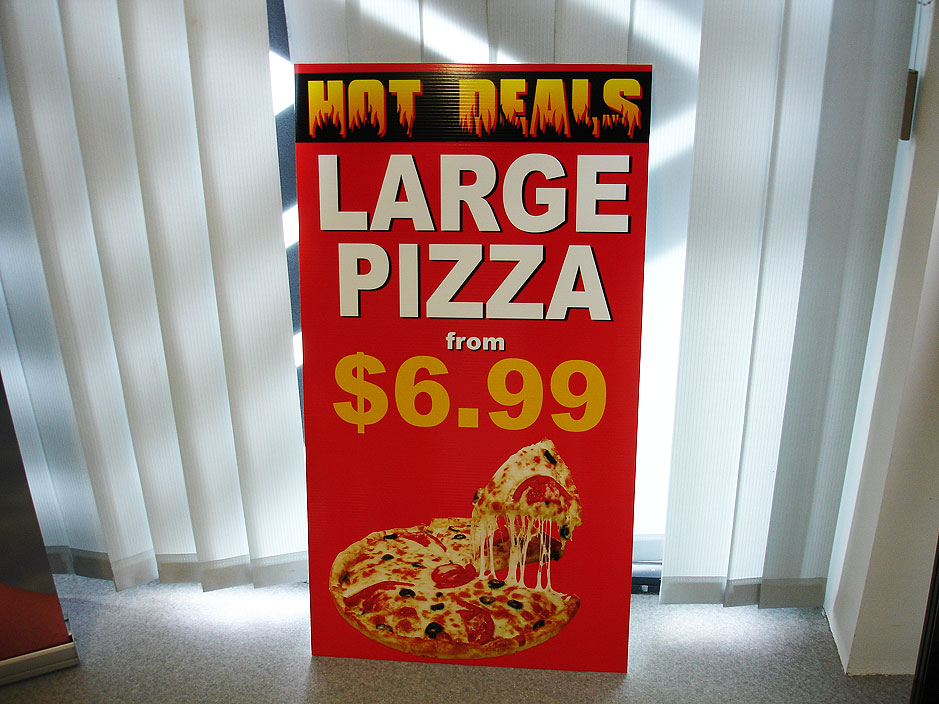 HOT DEALS
LARGE
PIZZA
from
$6.99